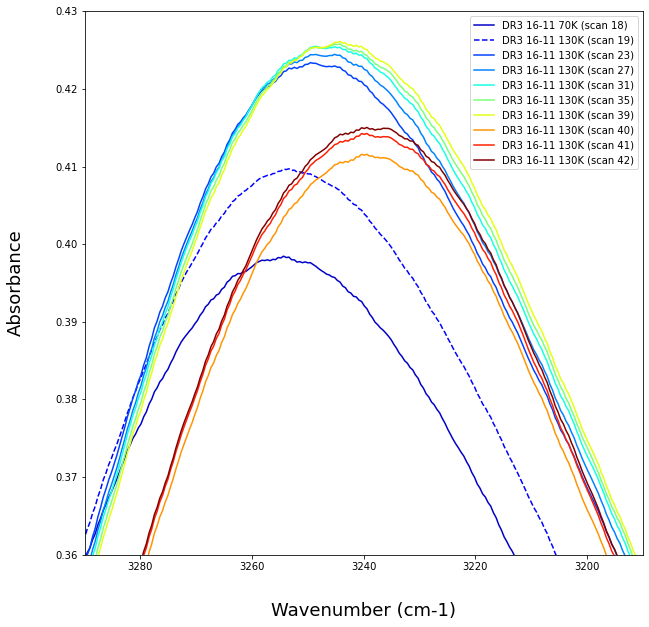 0.43
0.42
0.41
0.40
0.39
0.38
0.37
0.36
Absorbance
DR3 16-11 70K (scan 18)
DR3 16-11 130K (scan 19)
DR3 16-11 130K (scan 23)
DR3 16-11 130K (scan 27)
DR3 16-11 130K (scan 31)
DR3 16-11 130K (scan 35)
DR3 16-11 130K (scan 39)
DR3 16-11 130K (scan 40)
DR3 16-11 130K (scan 41)
DR3 16-11 130K (scan 42)
3280 3260 3240 3220 3200
Wavenumber (cm-1)